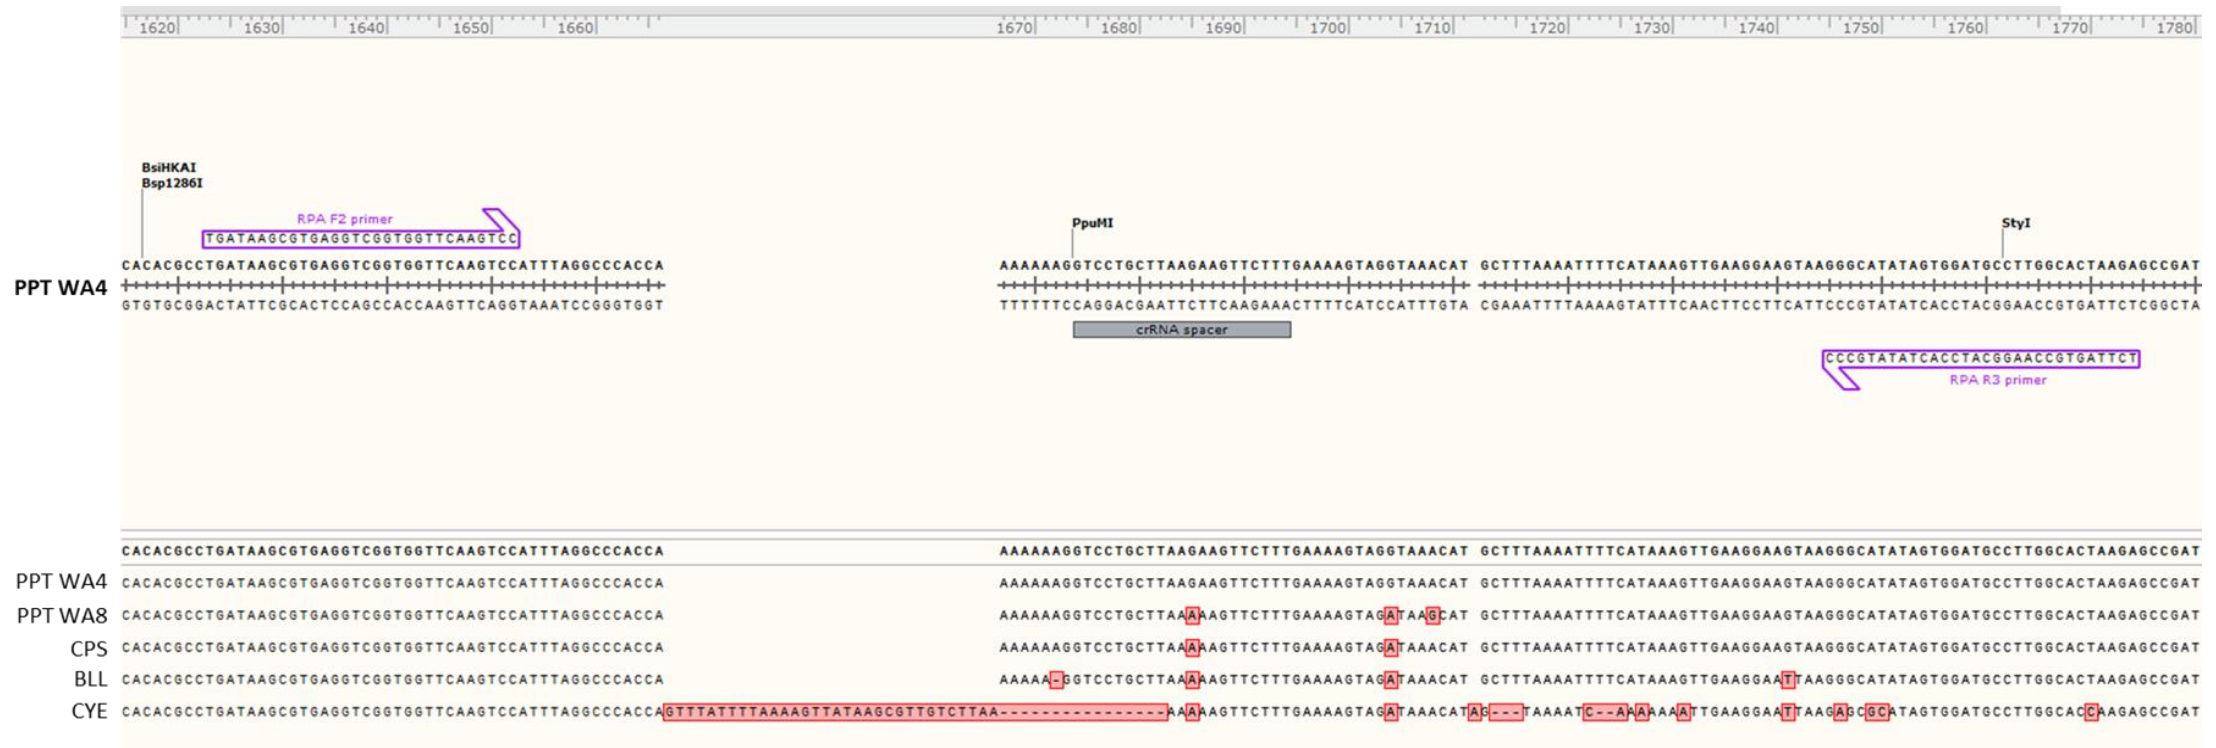 1620 1630 1640 1650 1660 1670 1680 1690 1700 1710 1720 1730 1740 1750 1760 1770 1780
BsiHKAI
Bsp1286I
RPA F2 primer
PpuMI
StyI
TGATAAGCGTGAGGTCGGTGGTTCAAGTCC
CACACGCCTGATAAGCGTGAGGTCGGTGGTTCAAGTCCATTTAGGCCCACCA AAAAAAGGTCCTGCTTAAGAAGTTCTTTGAAAAGTAGGTAAACAT GCTTTAAAATTTTCATAAAGTTGAAGGAAGTAAGGGCATATAGTGGATGCCTTGGCACTAAGAGCCGAT
PPT WA4
GTGTGCGGACTATTCGCACTCCAGCCACCAAGTTCAGGTAAATCCGGGTGGT TTTTTTCCAGGACGAATTCTTCAAGAAACTTTTCATCCATTTGTA CGAAATTTTAAAAGTATTTCAACTTCCTTCATTCCCGTATATCACCTACGGAACCGTGATTCTCGGCTA
crRNA spacer
CCCGTATATCACCTACGGAACCGTGATTCT
RPA R3 primer
CACACGCCTGATAAGCGTGAGGTCGGTGGTTCAAGTCCATTTAGGCCCACCA AAAAAAGGTCCTGCTTAAGAAGTTCTTTGAAAAGTAGGTAAACAT GCTTTAAAATTTTCATAAAGTTGAAGGAAGTAAGGGCATATAGTGGATGCCTTGGCACTAAGAGCCGAT
PPT WA4 CACACGCCTGATAAGCGTGAGGTCGGTGGTTCAAGTCCATTTAGGCCCACCA AAAAAAGGTCCTGCTTAAGAAGTTCTTTGAAAAGTAGGTAAACAT GCTTTAAAATTTTCATAAAGTTGAAGGAAGTAAGGGCATATAGTGGATGCCTTGGCACTAAGAGCCGAT
PPT WA8 CACACGCCTGATAAGCGTGAGGTCGGTGGTTCAAGTCCATTTAGGCCCACCA AAAAAAGGTCCTGCTTAAAAAGTTCTTTGAAAAGTAGATAAGCAT GCTTTAAAATTTTCATAAAGTTGAAGGAAGTAAGGGCATATAGTGGATGCCTTGGCACTAAGAGCCGAT
CPS CACACGCCTGATAAGCGTGAGGTCGGTGGTTCAAGTCCATTTAGGCCCACCA AAAAAAGGTCCTGCTTAAAAAGTTCTTTGAAAAGTAGATAAACAT GCTTTAAAATTTTCATAAAGTTGAAGGAAGTAAGGGCATATAGTGGATGCCTTGGCACTAAGAGCCGAT
BLL CACACGCCTGATAAGCGTGAGGTCGGTGGTTCAAGTCCATTTAGGCCCACCA AAAAA-GGTCCTGCTTAAAAAGTTCTTTGAAAAGTAGATAAACAT GCTTTAAAATTTTCATAAAGTTGAAGGAATTAAGGGCATATAGTGGATGCCTTGGCACTAAGAGCCGAT
CYE CACACGCCTGATAAGCGTGAGGTCGGTGGTTCAAGTCCATTTAGGCCCACCAGTTTATTTTAAAAGTTATAAGCGTTGTCTTAA----------------AAAAAGTTCTTTGAAAAGTAGATAAACATAG---TAAAATC--AAAAAAATTGAAGGAATTAAGAGCGCATAGTGGATGCCTTGGCACCAAGAGCCGAT